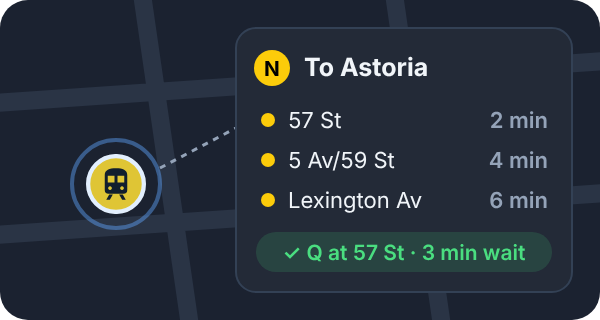 N To Astoria
57 St 2 min
5 Av/59 St 4 min
Lexington Av 6 min
✓ Q at 57 St · 3 min wait